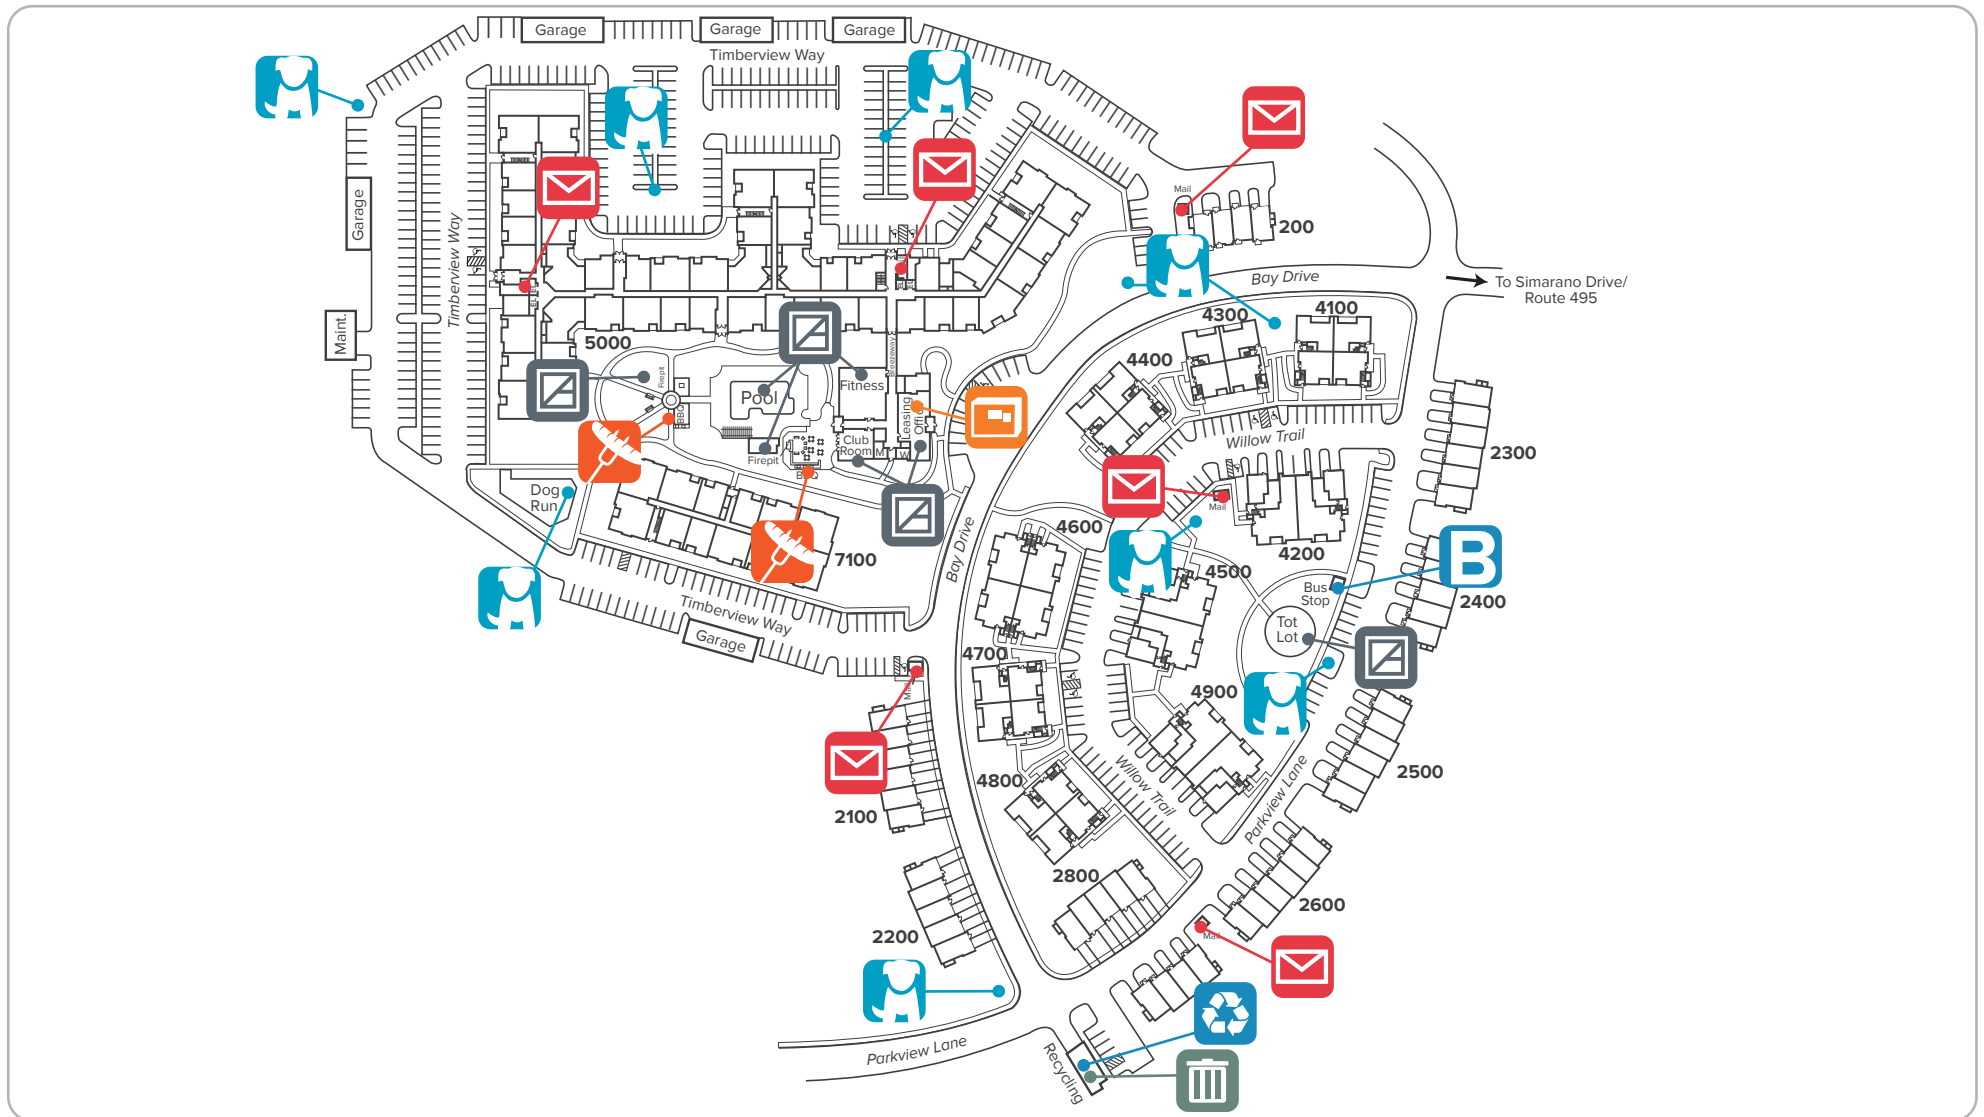 Garage
Garage
Garage
Timberview Way
Mail
200
Garage
Timberview Way
Bay Drive
To Simarano Drive/
Route 495
4300
4100
Maint.
5000
4400
Breezeway
Firepit
Fitness
Pool
BBQ
Leasing
Club
Room
M
W
Firepit
Willow Trail
2300
Dog
Run
Mail
4600
4200
Bay Drive
7100
4500
B
Bus
Stop
2400
Timberview Way
Garage
Tot
Lot
4700
4900
4800
Willow Trail
2500
2100
Parkview Lane
2800
2600
2200
Mail
Parkview Lane
Recycling